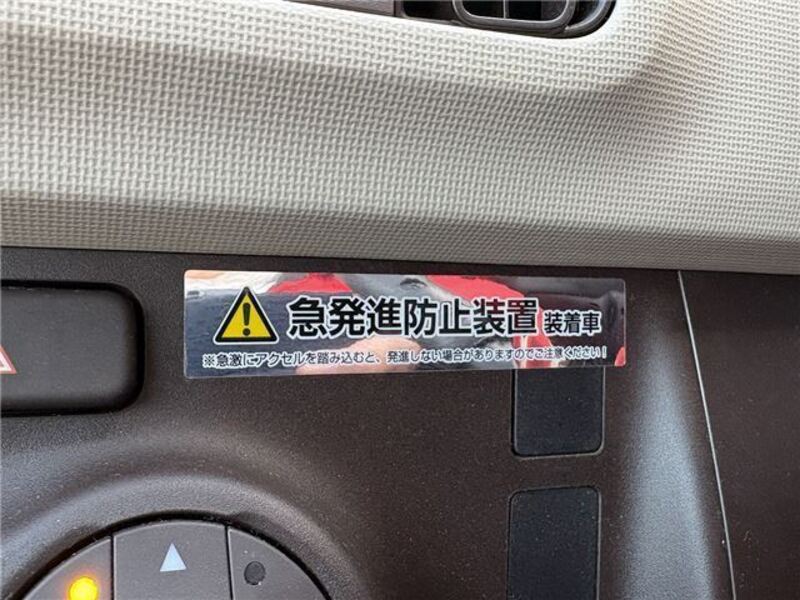 急発進防止装置 装着車
※急激にアクセルを踏み込むと、発進しない場合がありますのでご注意ください！